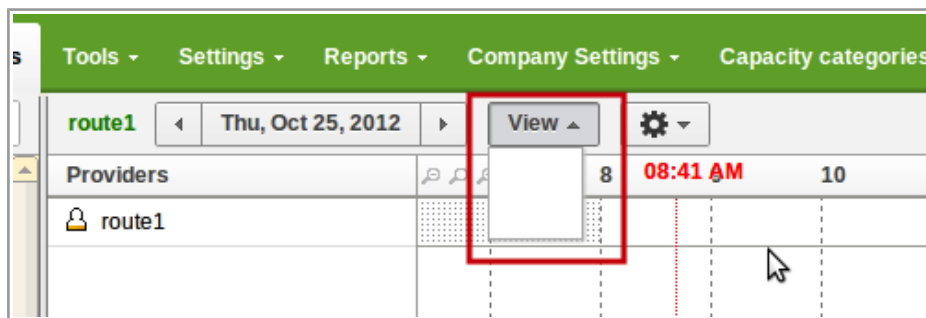 s Tools Settings Reports Company Settings Capacity categories
route1 Thu, Oct 25, 2012 View
Providers 8 08:41 AM 10
route1